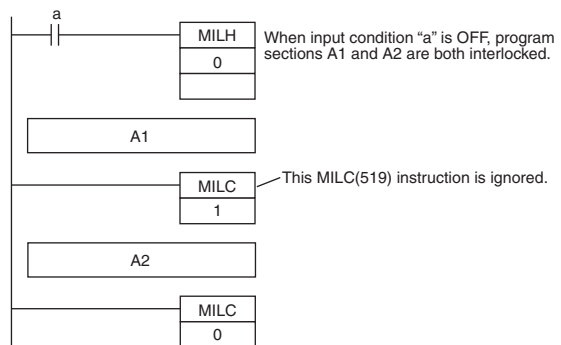 a
MILH
0
When input condition “a” is OFF, program
sections A1 and A2 are both interlocked.
A1
MILC
1
This MILC(519) instruction is ignored.
A2
MILC
0